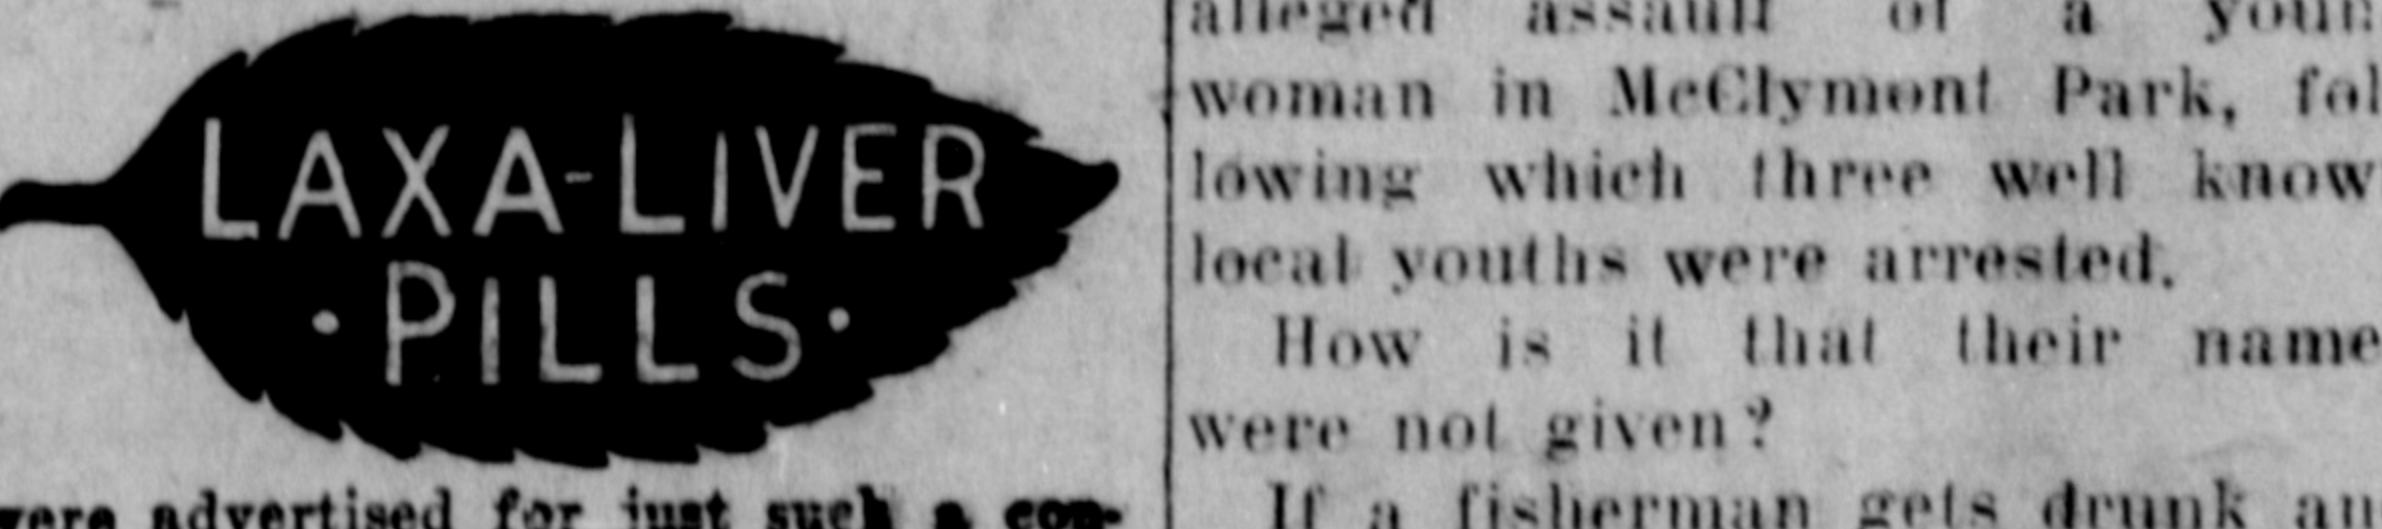 LAXA-LIVER
• PILLS •
were advertised for just such a con-
alleged assault of a youn
woman in McClymont Park, fol
lowing which three well know
local youths were arrested.
How is it that their name
were not given?
If a fisherman gets drunk an